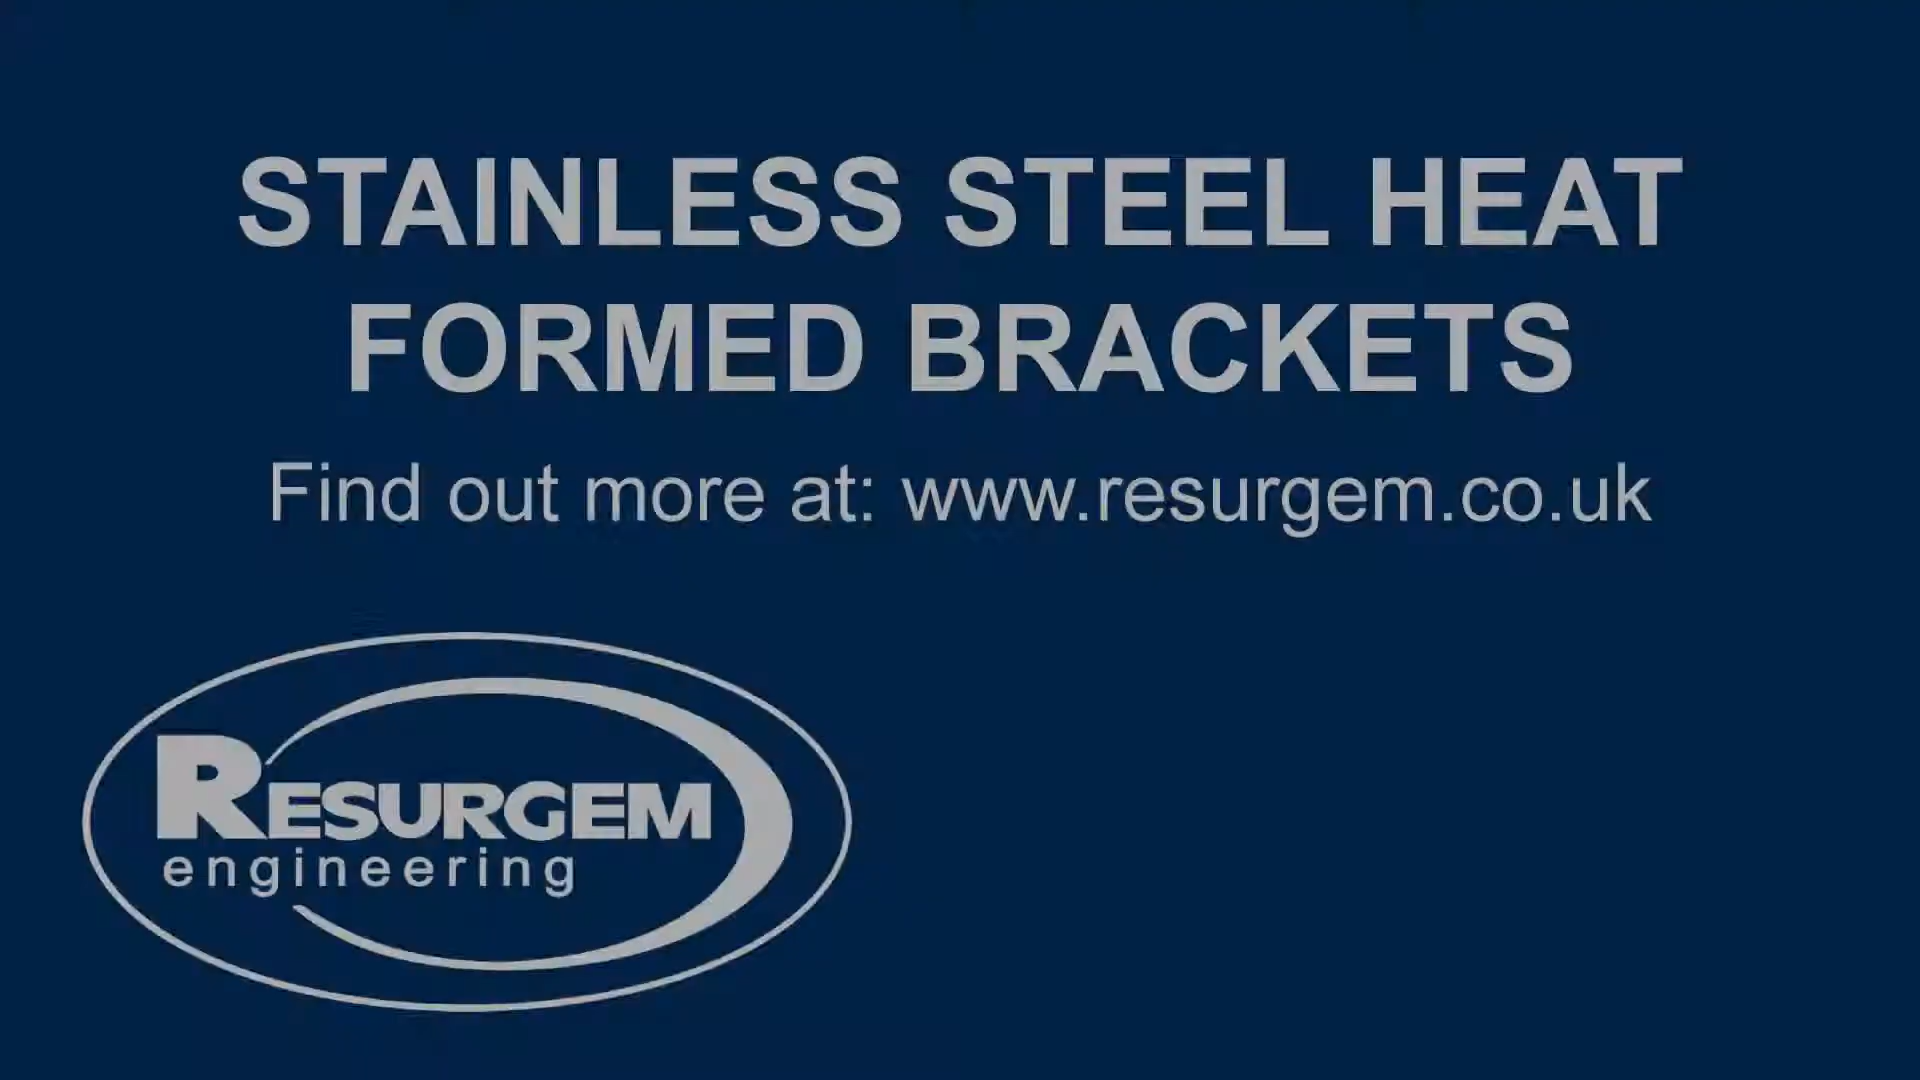 STAINLESS STEEL HEAT
FORMED BRACKETS
Find out more at: www.resurgem.co.uk
RESURGEM
engineering